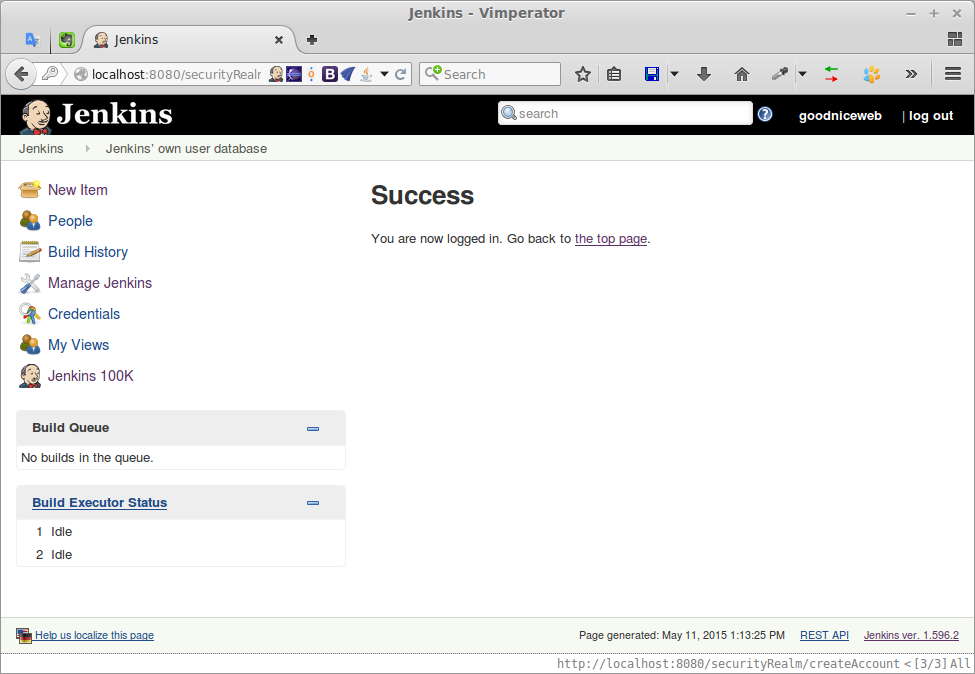 Jenkins - Vimperator
Jenkins
localhost:8080/securityRealr
Search
Jenkins
search
goodniceweb | log out
Jenkins Jenkins' own user database
New Item
People
Build History
Manage Jenkins
Credentials
My Views
Jenkins 100K
Build Queue
No builds in the queue.
Build Executor Status
1 Idle
2 Idle
Success
You are now logged in. Go back to the top page.
Help us localize this page
Page generated: May 11, 2015 1:13:25 PM REST API Jenkins ver. 1.596.2
http://localhost:8080/securityRealm/createAccount <[3/3] All